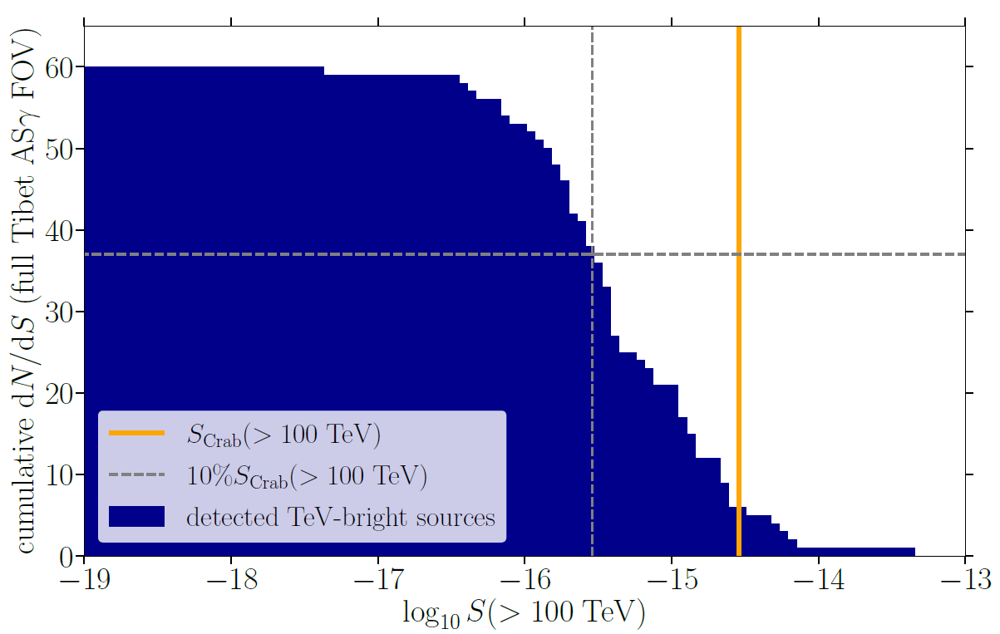 cumulative dN/dS (full Tibet ASγ FOV)
60
50
40
30
20
10
0
S_Crab(> 100 TeV)
10%S_Crab(> 100 TeV)
detected TeV-bright sources
−19 −18 −17 −16 −15 −14 −13
log₁₀ S(> 100 TeV)